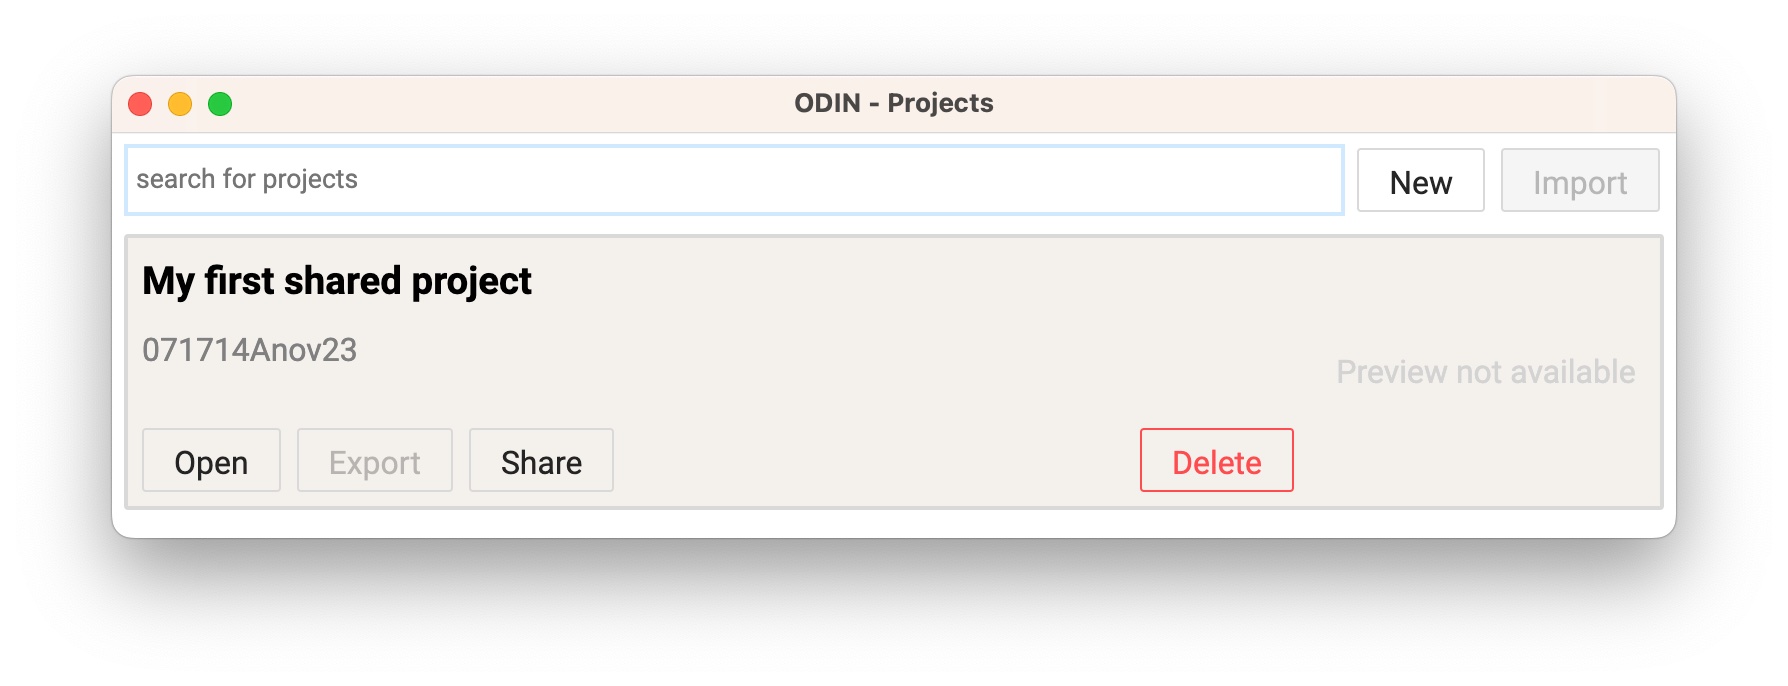 ODIN - Projects
search for projects
New
Import
My first shared project
071714Anov23
Preview not available
Open
Export
Share
Delete